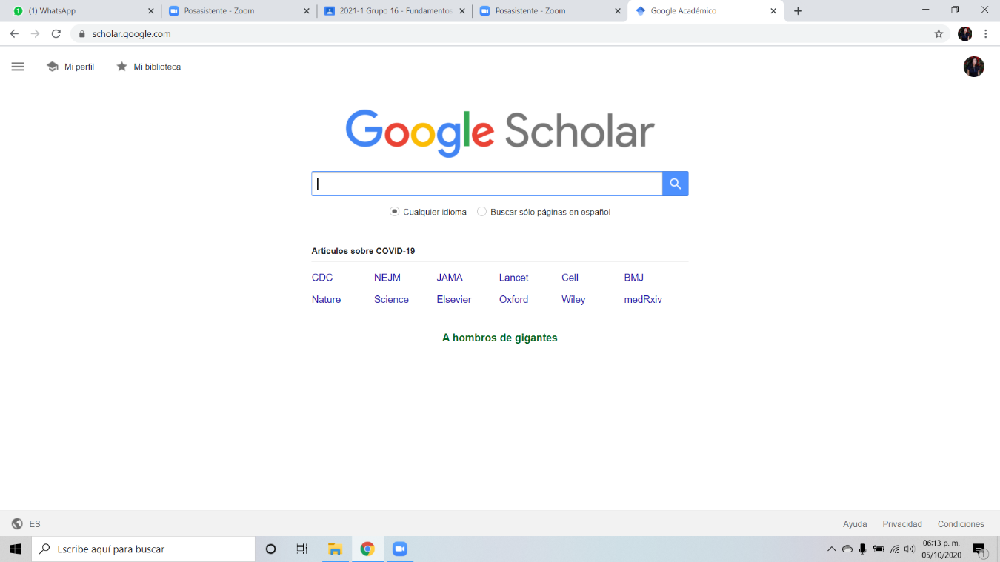 1 (1) WhatsApp
Posasistente - Zoom
2021-1 Grupo 16 - Fundamentos
Posasistente - Zoom
Google Académico
scholar.google.com
Mi perfil
Mi biblioteca
Google Scholar
Cualquier idioma
Buscar sólo páginas en español
Artículos sobre COVID-19
CDC NEJM JAMA Lancet Cell BMJ
Nature Science Elsevier Oxford Wiley medRxiv
A hombros de gigantes
ES
Ayuda Privacidad Condiciones
Escribe aquí para buscar
06:13 p. m.
05/10/2020
1